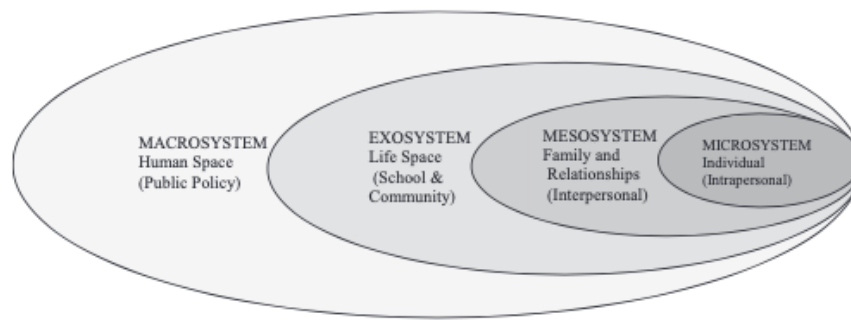 MACROSYSTEM
Human Space
(Public Policy)
EXOSYSTEM
Life Space
(School &
Community)
MESOSYSTEM
Family and
Relationships
(Interpersonal)
MICROSYSTEM
Individual
(Intrapersonal)